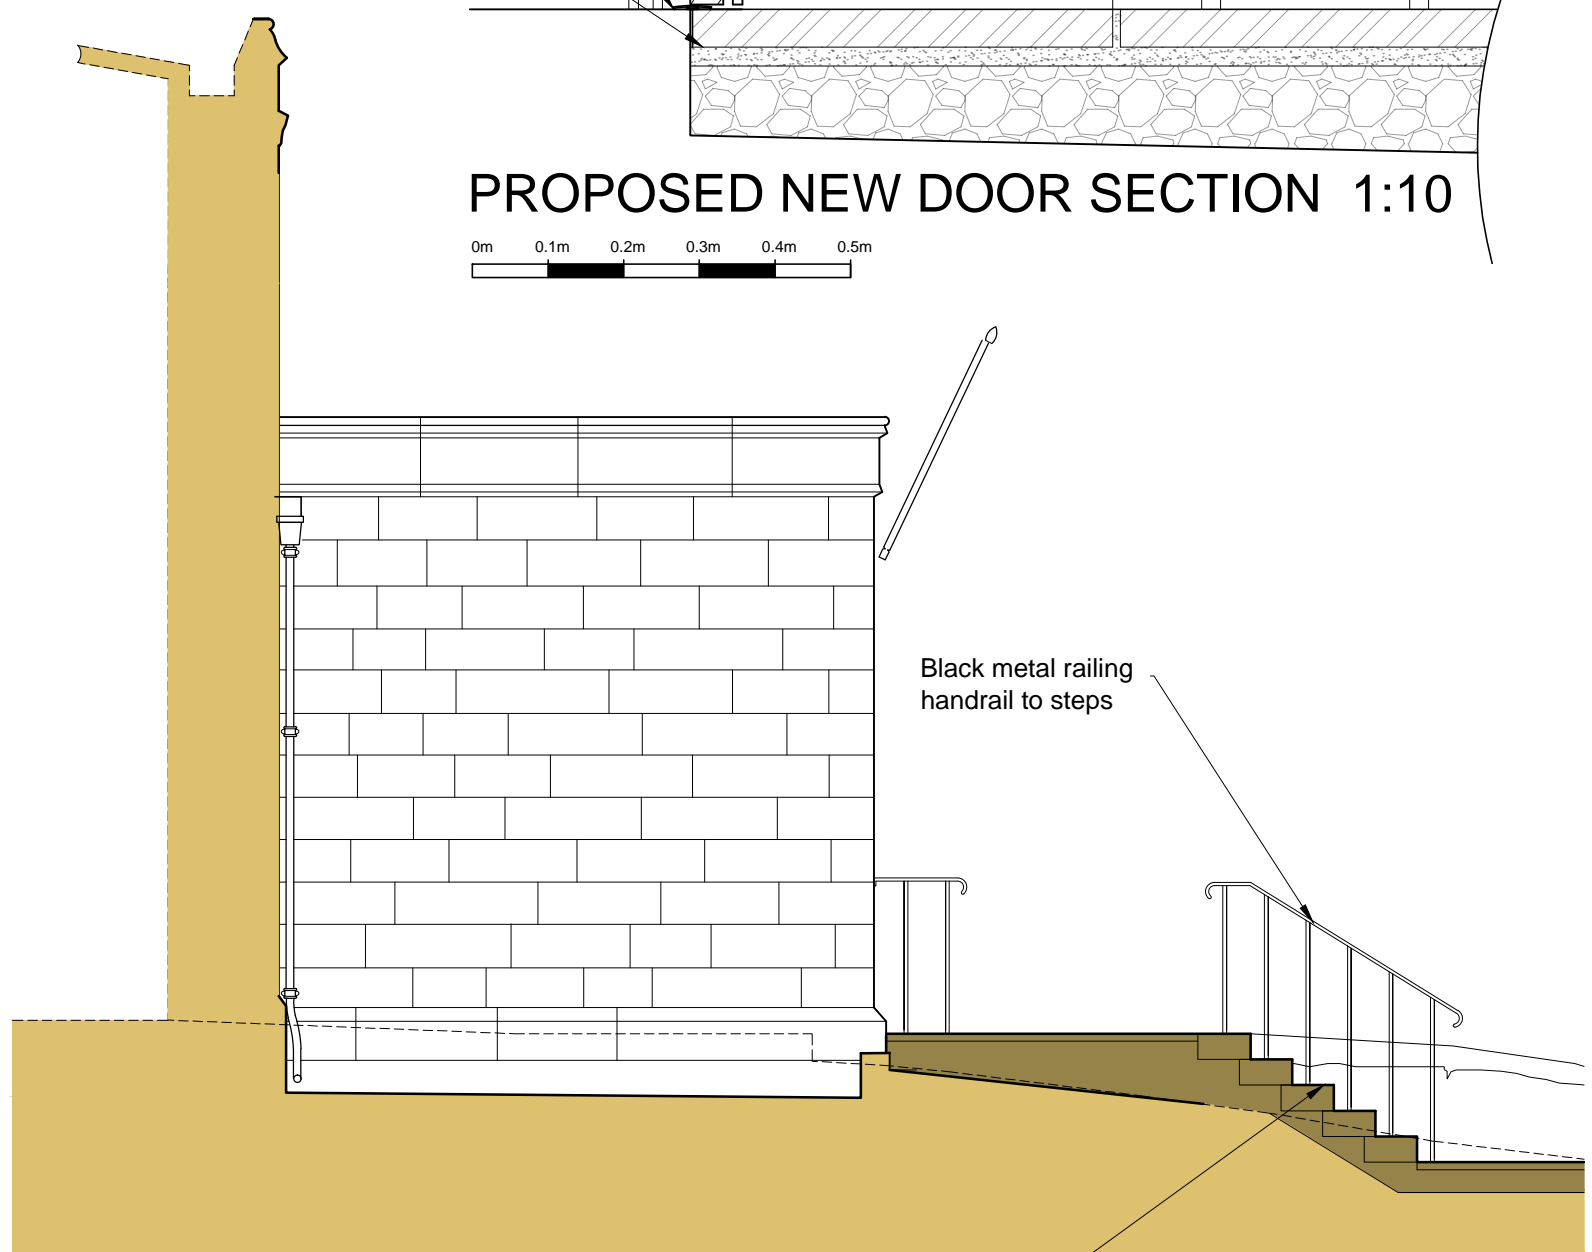 PROPOSED NEW DOOR SECTION 1:10
0m 0.1m 0.2m 0.3m 0.4m 0.5m
Black metal railing
handrail to steps